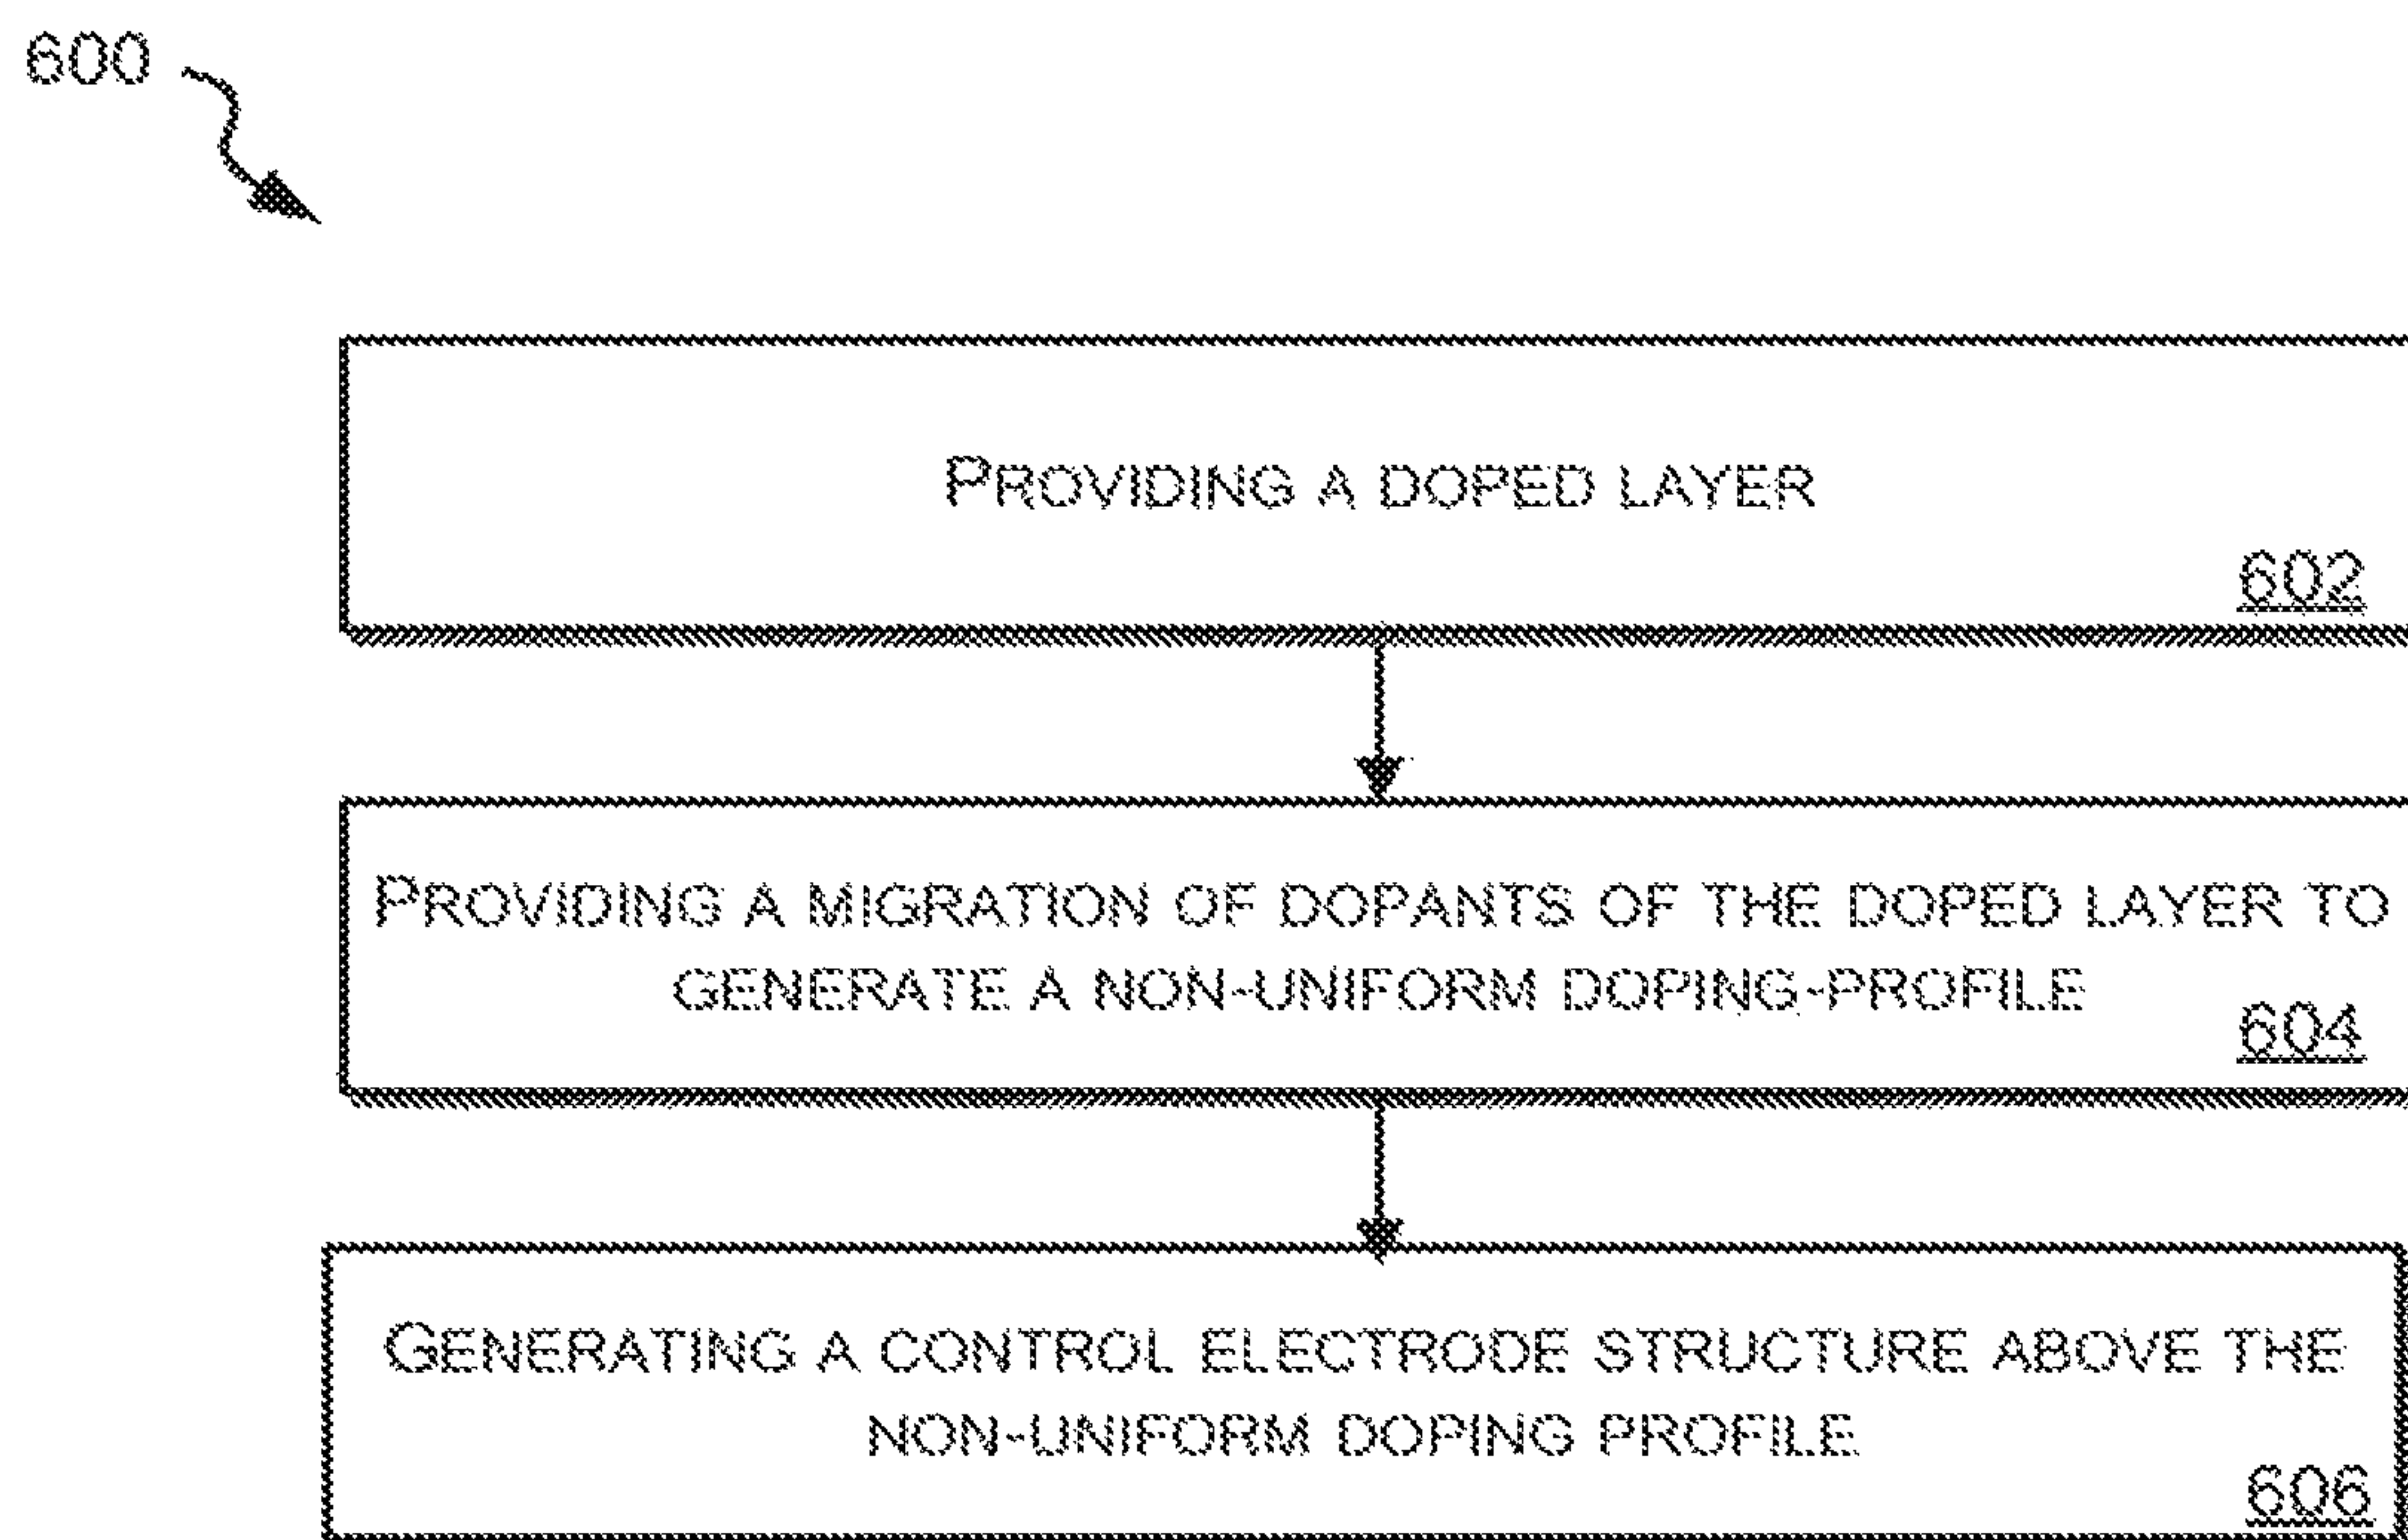 600
PROVIDING A DOPED LAYER
602
PROVIDING A MIGRATION OF DOPANTS OF THE DOPED LAYER TO
GENERATE A NON-UNIFORM DOPING-PROFILE
604
GENERATING A CONTROL ELECTRODE STRUCTURE ABOVE THE
NON-UNIFORM DOPING PROFILE
606